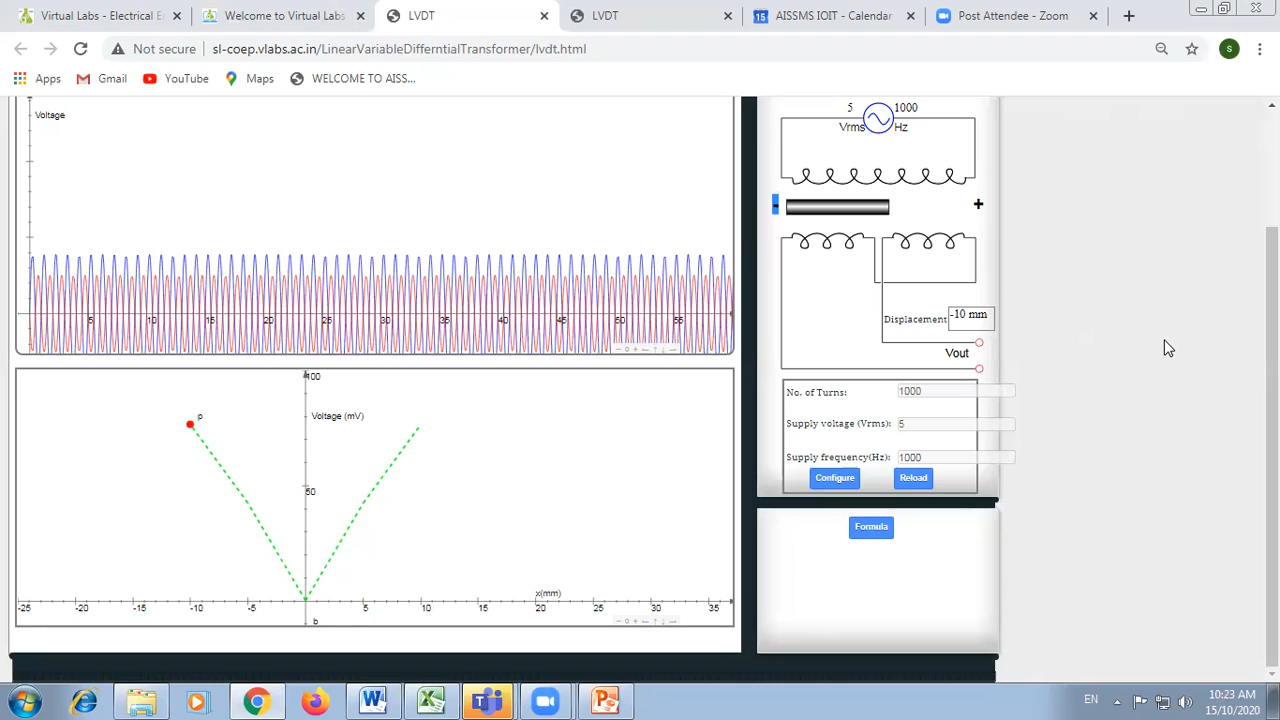 Virtual Labs - Electrical E
Welcome to Virtual Labs
LVDT
LVDT
AISSMS IOIT - Calendar
Post Attendee - Zoom
Not secure
sl-coep.vlabs.ac.in/LinearVariableDifferntialTransformer/lvdt.html
Apps
Gmail
YouTube
Maps
WELCOME TO AISS...
Voltage
5 10 15 20 25 30 35 40 45 50 55
5
1000
Vrms
Hz
-
+
Displacement
-10 mm
Vout
No. of Turns:
1000
Supply voltage (Vrms):
5
Supply frequency(Hz):
1000
Configure
Reload
Formula
100
Voltage (mV)
p
50
x(mm)
-25 -20 -15 -10 -5 5 10 15 20 25 30 35
b
EN
10:23 AM
15/10/2020